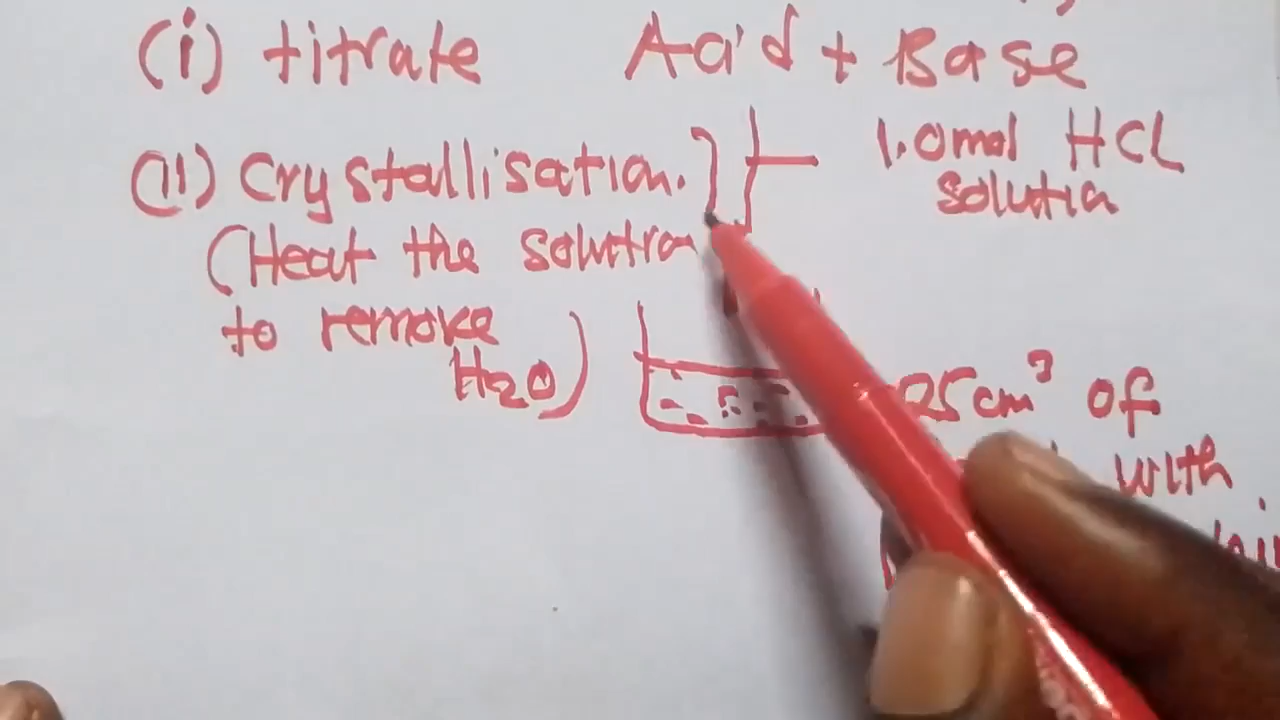 (i) titrate Acid + Base
(ii) Crystallisation.
(Heat the solution
to remove
H2O)
1.0mol HCl
solution
25cm³ of
with